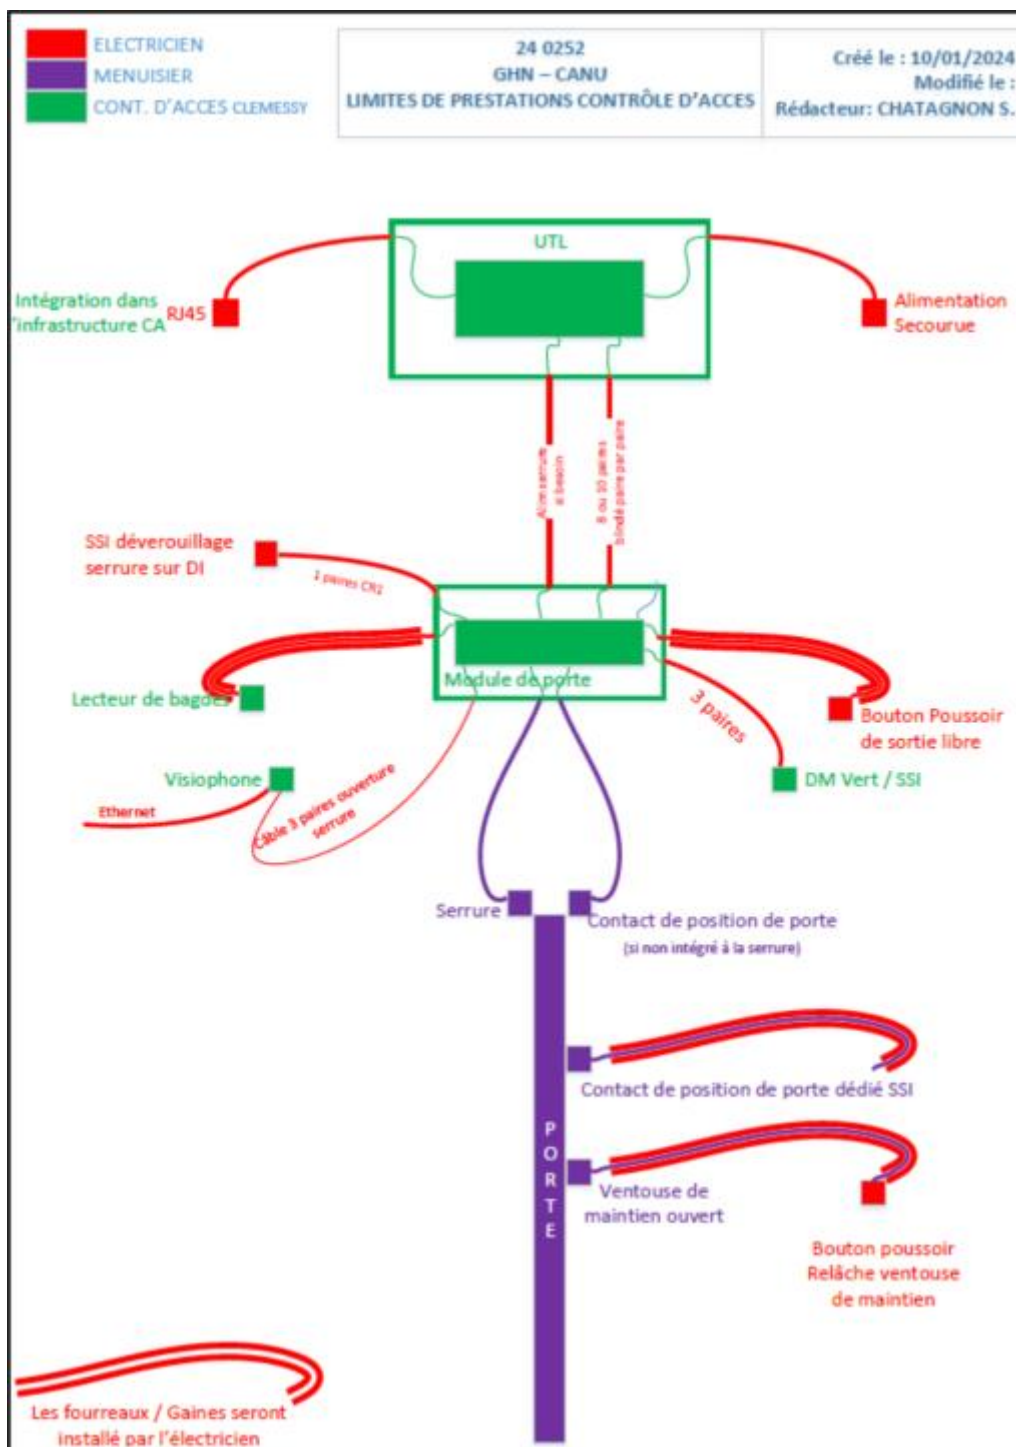 ELECTRICIEN
MENUISIER
CONT. D'ACCES CLEMESSY
24 0252
GHN – CANU
LIMITES DE PRESTATIONS CONTRÔLE D'ACCES
Créé le : 10/01/2024
Modifié le :
Rédacteur: CHATAGNON S.
UTL
Intégration dans
l'infrastructure CA
RJ45
Alimentation
Secourue
Alim serrure
si besoin
8 ou 10 paires
blindé paire par paire
SSI déverouillage
serrure sur DI
1 paires CR1
Module de porte
Lecteur de bagdes
3 paires
Bouton Poussoir
de sortie libre
Visiophone
DM Vert / SSI
Ethernet
Câble 3 paires ouverture
serrure
Serrure
Contact de position de porte
(si non intégré à la serrure)
Contact de position de porte dédié SSI
PORTE
Ventouse de
maintien ouvert
Bouton poussoir
Relâche ventouse
de maintien
Les fourreaux / Gaines seront
installé par l'électricien